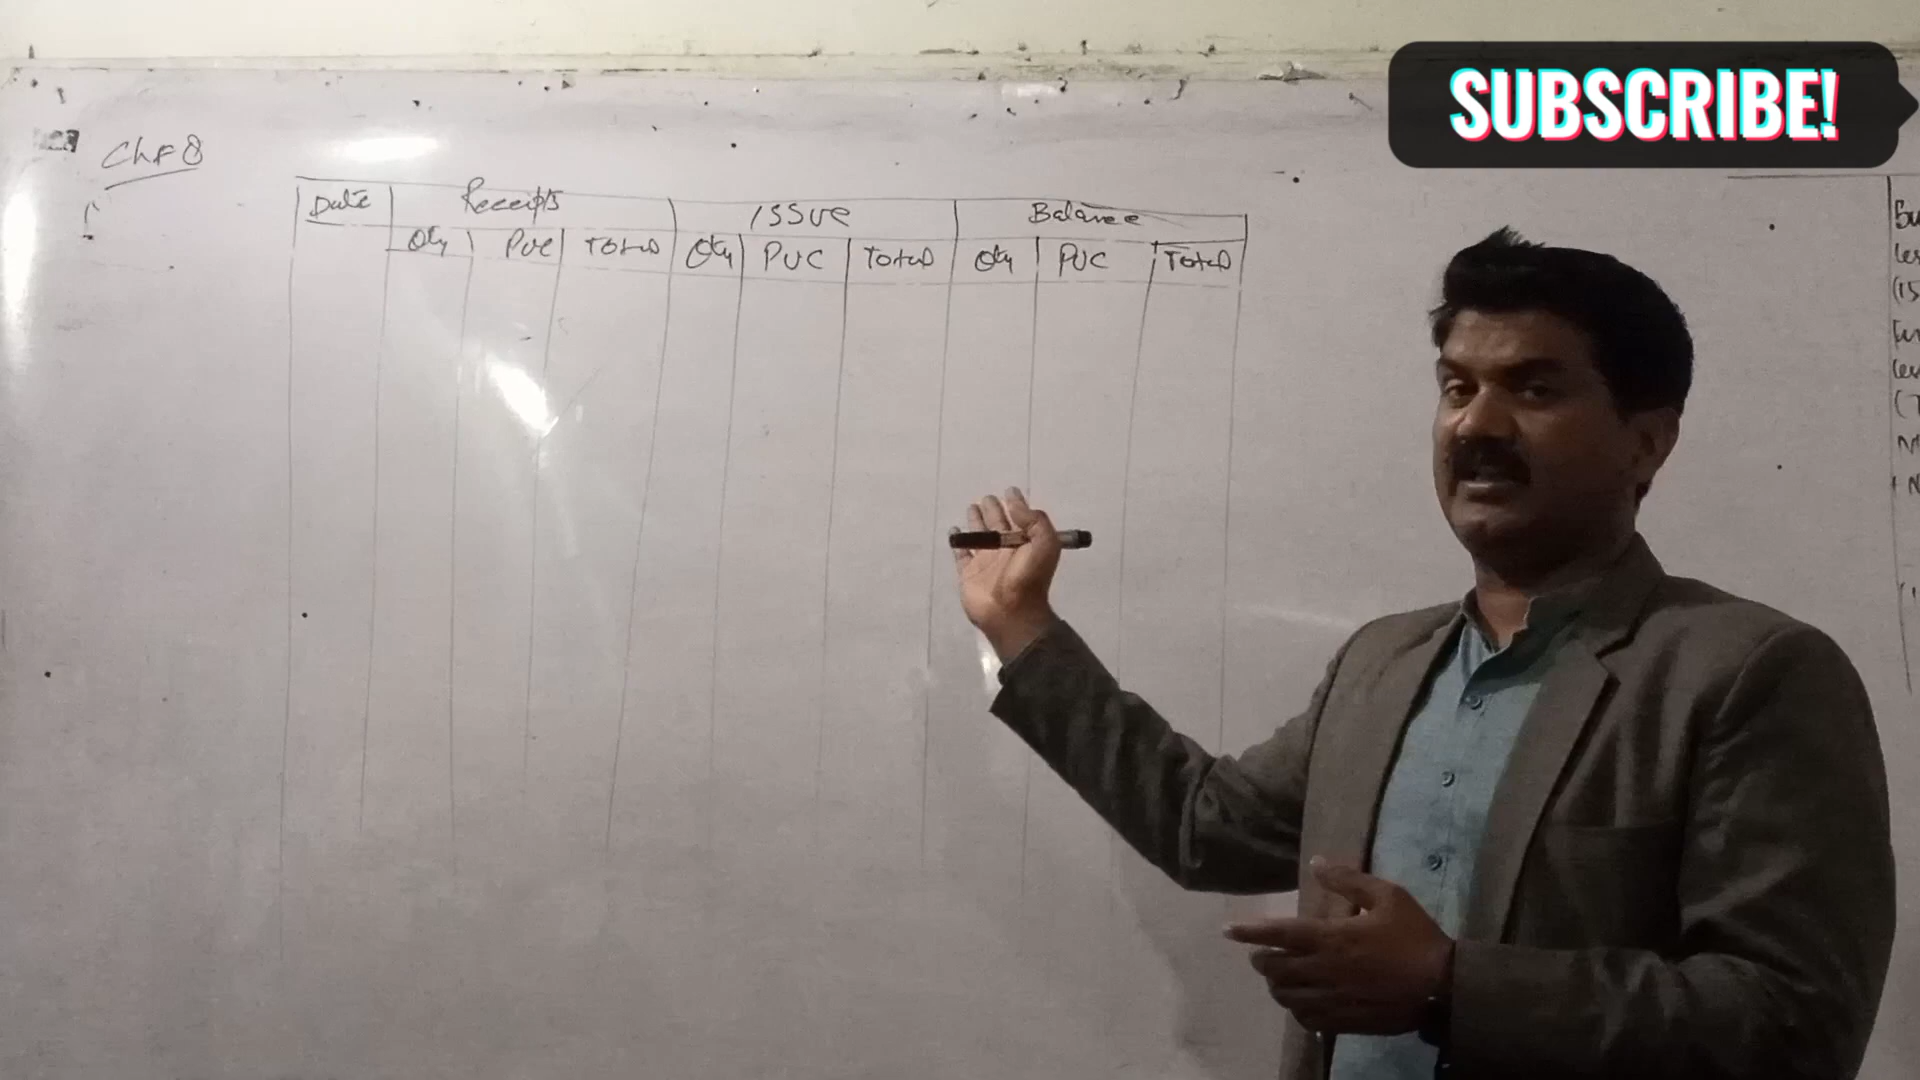 SUBSCRIBE!
Ch# 8
Date Receipts Issue Balance
Qty PUC Total Qty PUC Total Qty PUC Total